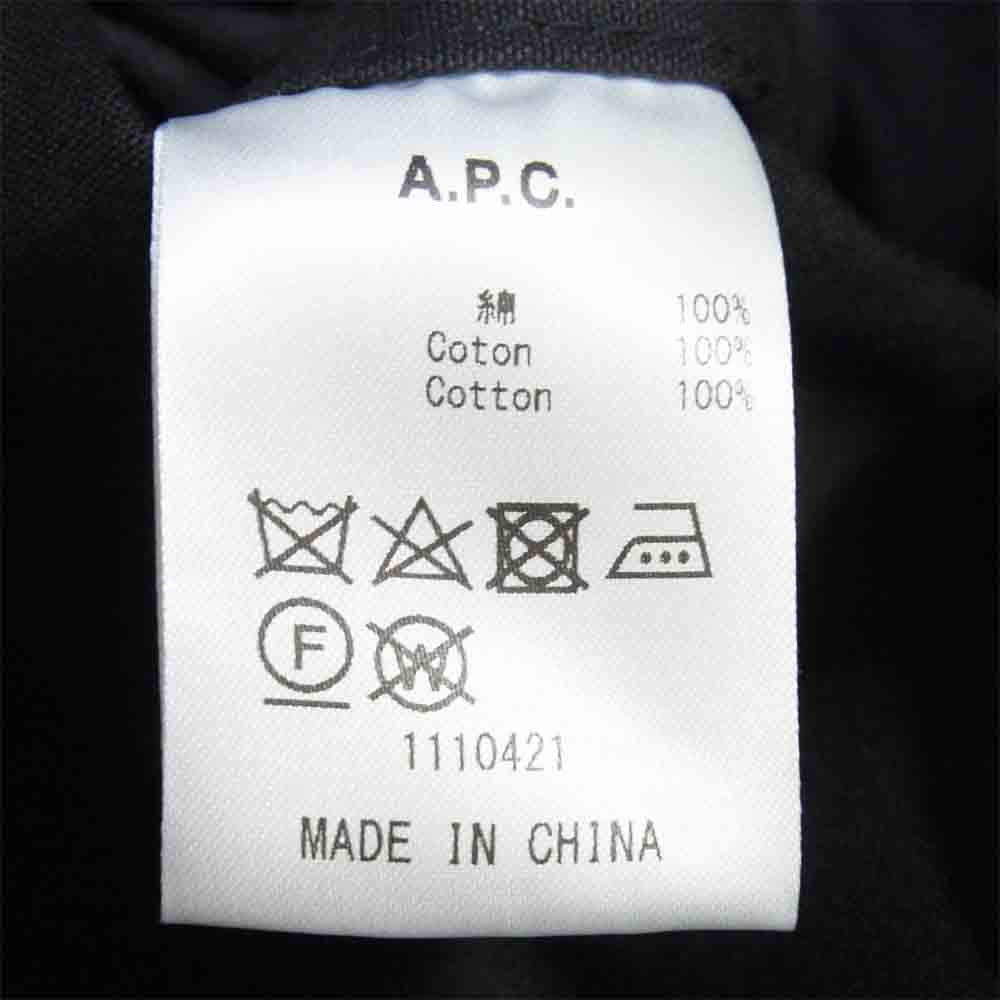 A.P.C.
綿 100%
Coton 100%
Cotton 100%
F W
1110421
MADE IN CHINA